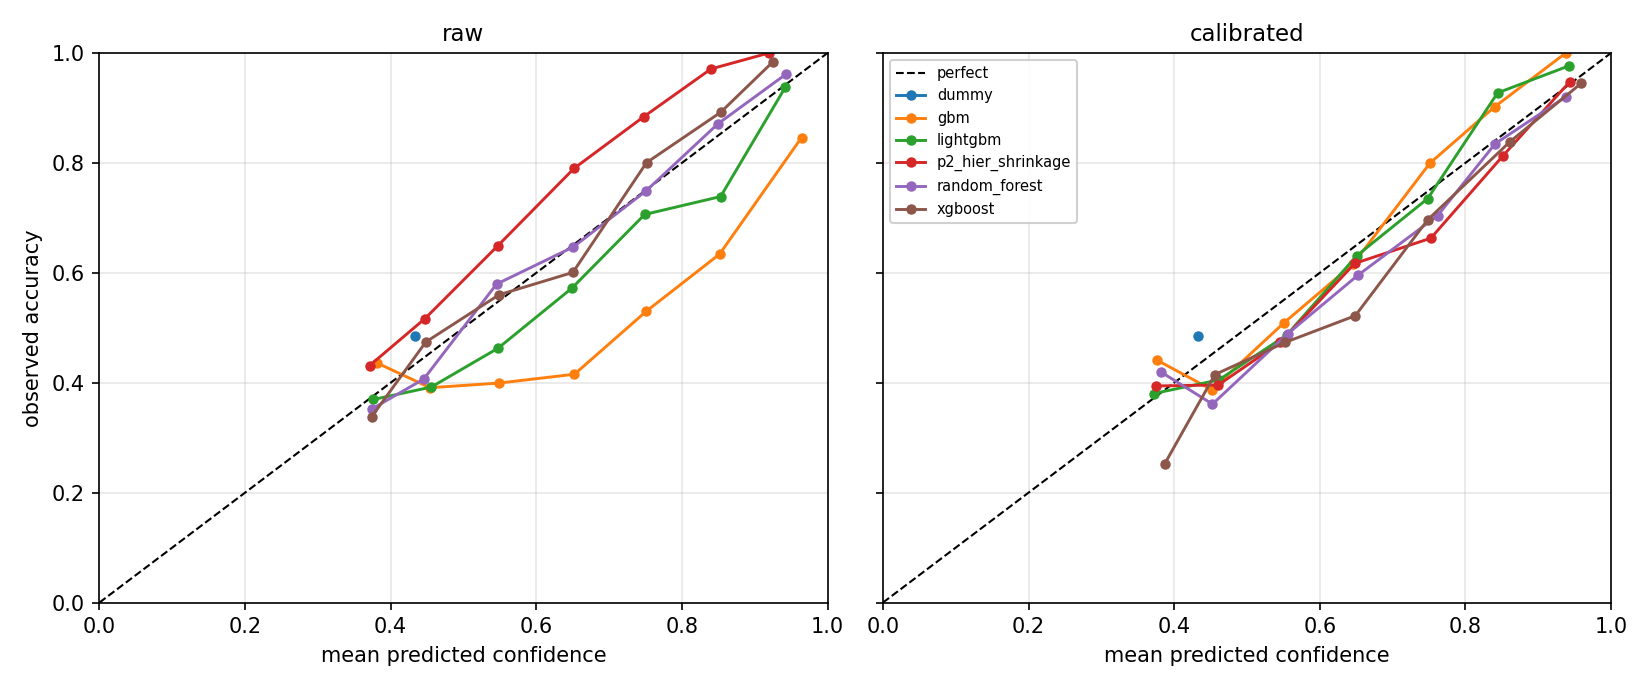 raw
1.0
0.8
0.6
0.4
0.2
0.0
observed accuracy
0.0 0.2 0.4 0.6 0.8 1.0
mean predicted confidence
calibrated
perfect
dummy
gbm
lightgbm
p2_hier_shrinkage
random_forest
xgboost
0.0 0.2 0.4 0.6 0.8 1.0
mean predicted confidence